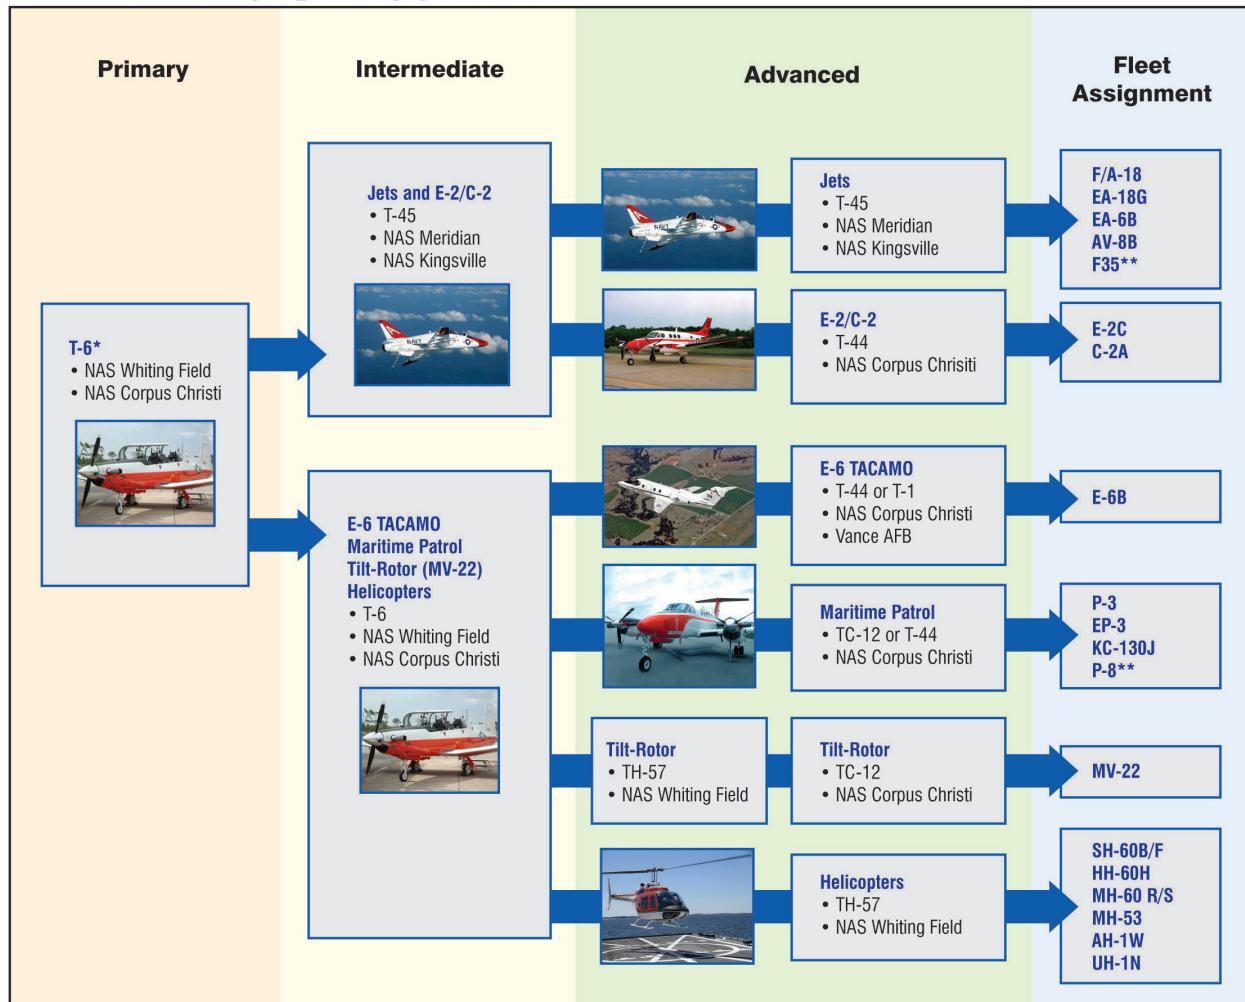 Primary
Intermediate
Advanced
Fleet
Assignment
T-6*
• NAS Whiting Field
• NAS Corpus Christi
Jets and E-2/C-2
• T-45
• NAS Meridian
• NAS Kingsville
Jets
• T-45
• NAS Meridian
• NAS Kingsville
F/A-18
EA-18G
EA-6B
AV-8B
F35**
E-2/C-2
• T-44
• NAS Corpus Chrisiti
E-2C
C-2A
E-6 TACAMO
Maritime Patrol
Tilt-Rotor (MV-22)
Helicopters
• T-6
• NAS Whiting Field
• NAS Corpus Christi
E-6 TACAMO
• T-44 or T-1
• NAS Corpus Christi
• Vance AFB
E-6B
Maritime Patrol
• TC-12 or T-44
• NAS Corpus Christi
P-3
EP-3
KC-130J
P-8**
Tilt-Rotor
• TH-57
• NAS Whiting Field
Tilt-Rotor
• TC-12
• NAS Corpus Christi
MV-22
Helicopters
• TH-57
• NAS Whiting Field
SH-60B/F
HH-60H
MH-60 R/S
MH-53
AH-1W
UH-1N
NAVY
NAVY